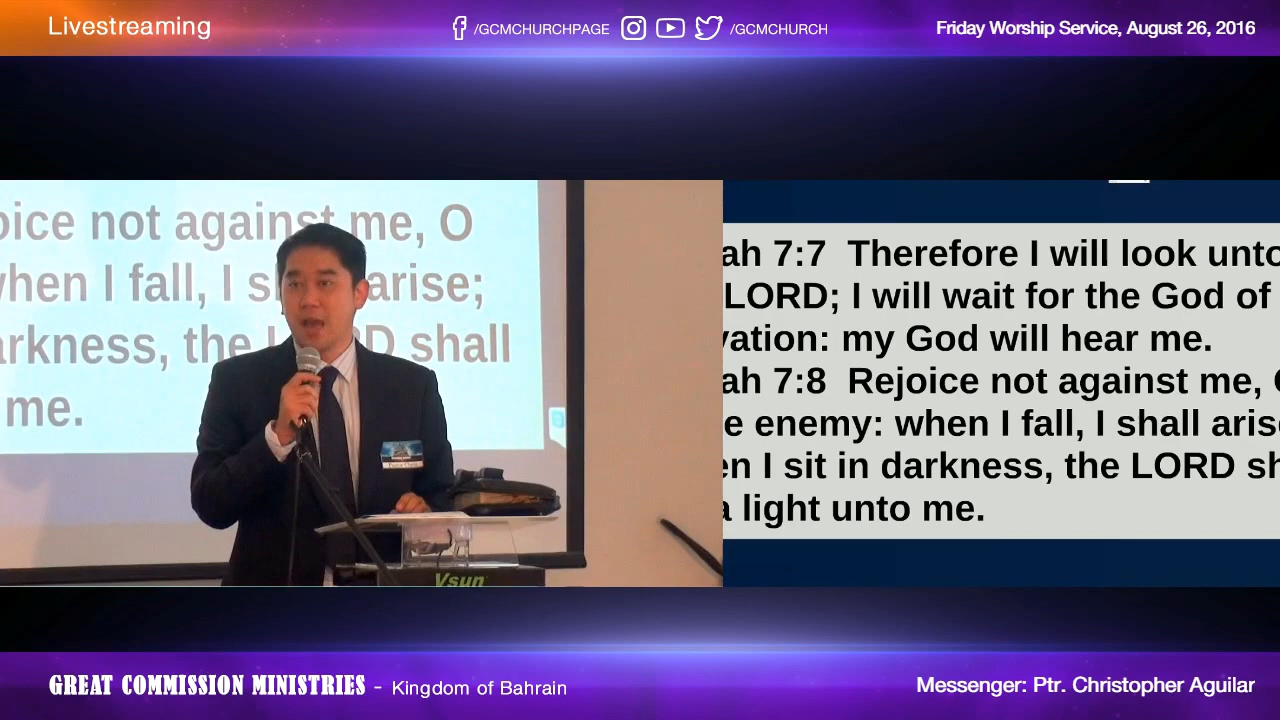 Livestreaming
/GCMCHURCHPAGE
/GCMCHURCH
Friday Worship Service, August 26, 2016
oice not against me, O
when I fall, I arise;
arkness, the LORD shall
me.
Vsun
ah 7:7 Therefore I will look unto
LORD; I will wait for the God of
vation: my God will hear me.
ah 7:8 Rejoice not against me, O
e enemy: when I fall, I shall aris
en I sit in darkness, the LORD sh
a light unto me.
GREAT COMMISSION MINISTRIES - Kingdom of Bahrain
Messenger: Ptr. Christopher Aguilar